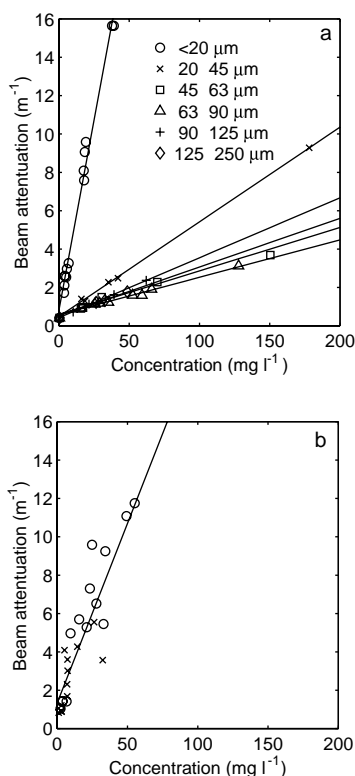 a
16
14
12
10
8
6
4
2
0
Beam attentuation (m⁻¹)
<20 μm
20 45 μm
45 63 μm
63 90 μm
90 125 μm
125 250 μm
0 50 100 150 200
Concentration (mg l⁻¹)
b
16
14
12
10
8
6
4
2
0
Beam attentuation (m⁻¹)
0 50 100 150 200
Concentration (mg l⁻¹)